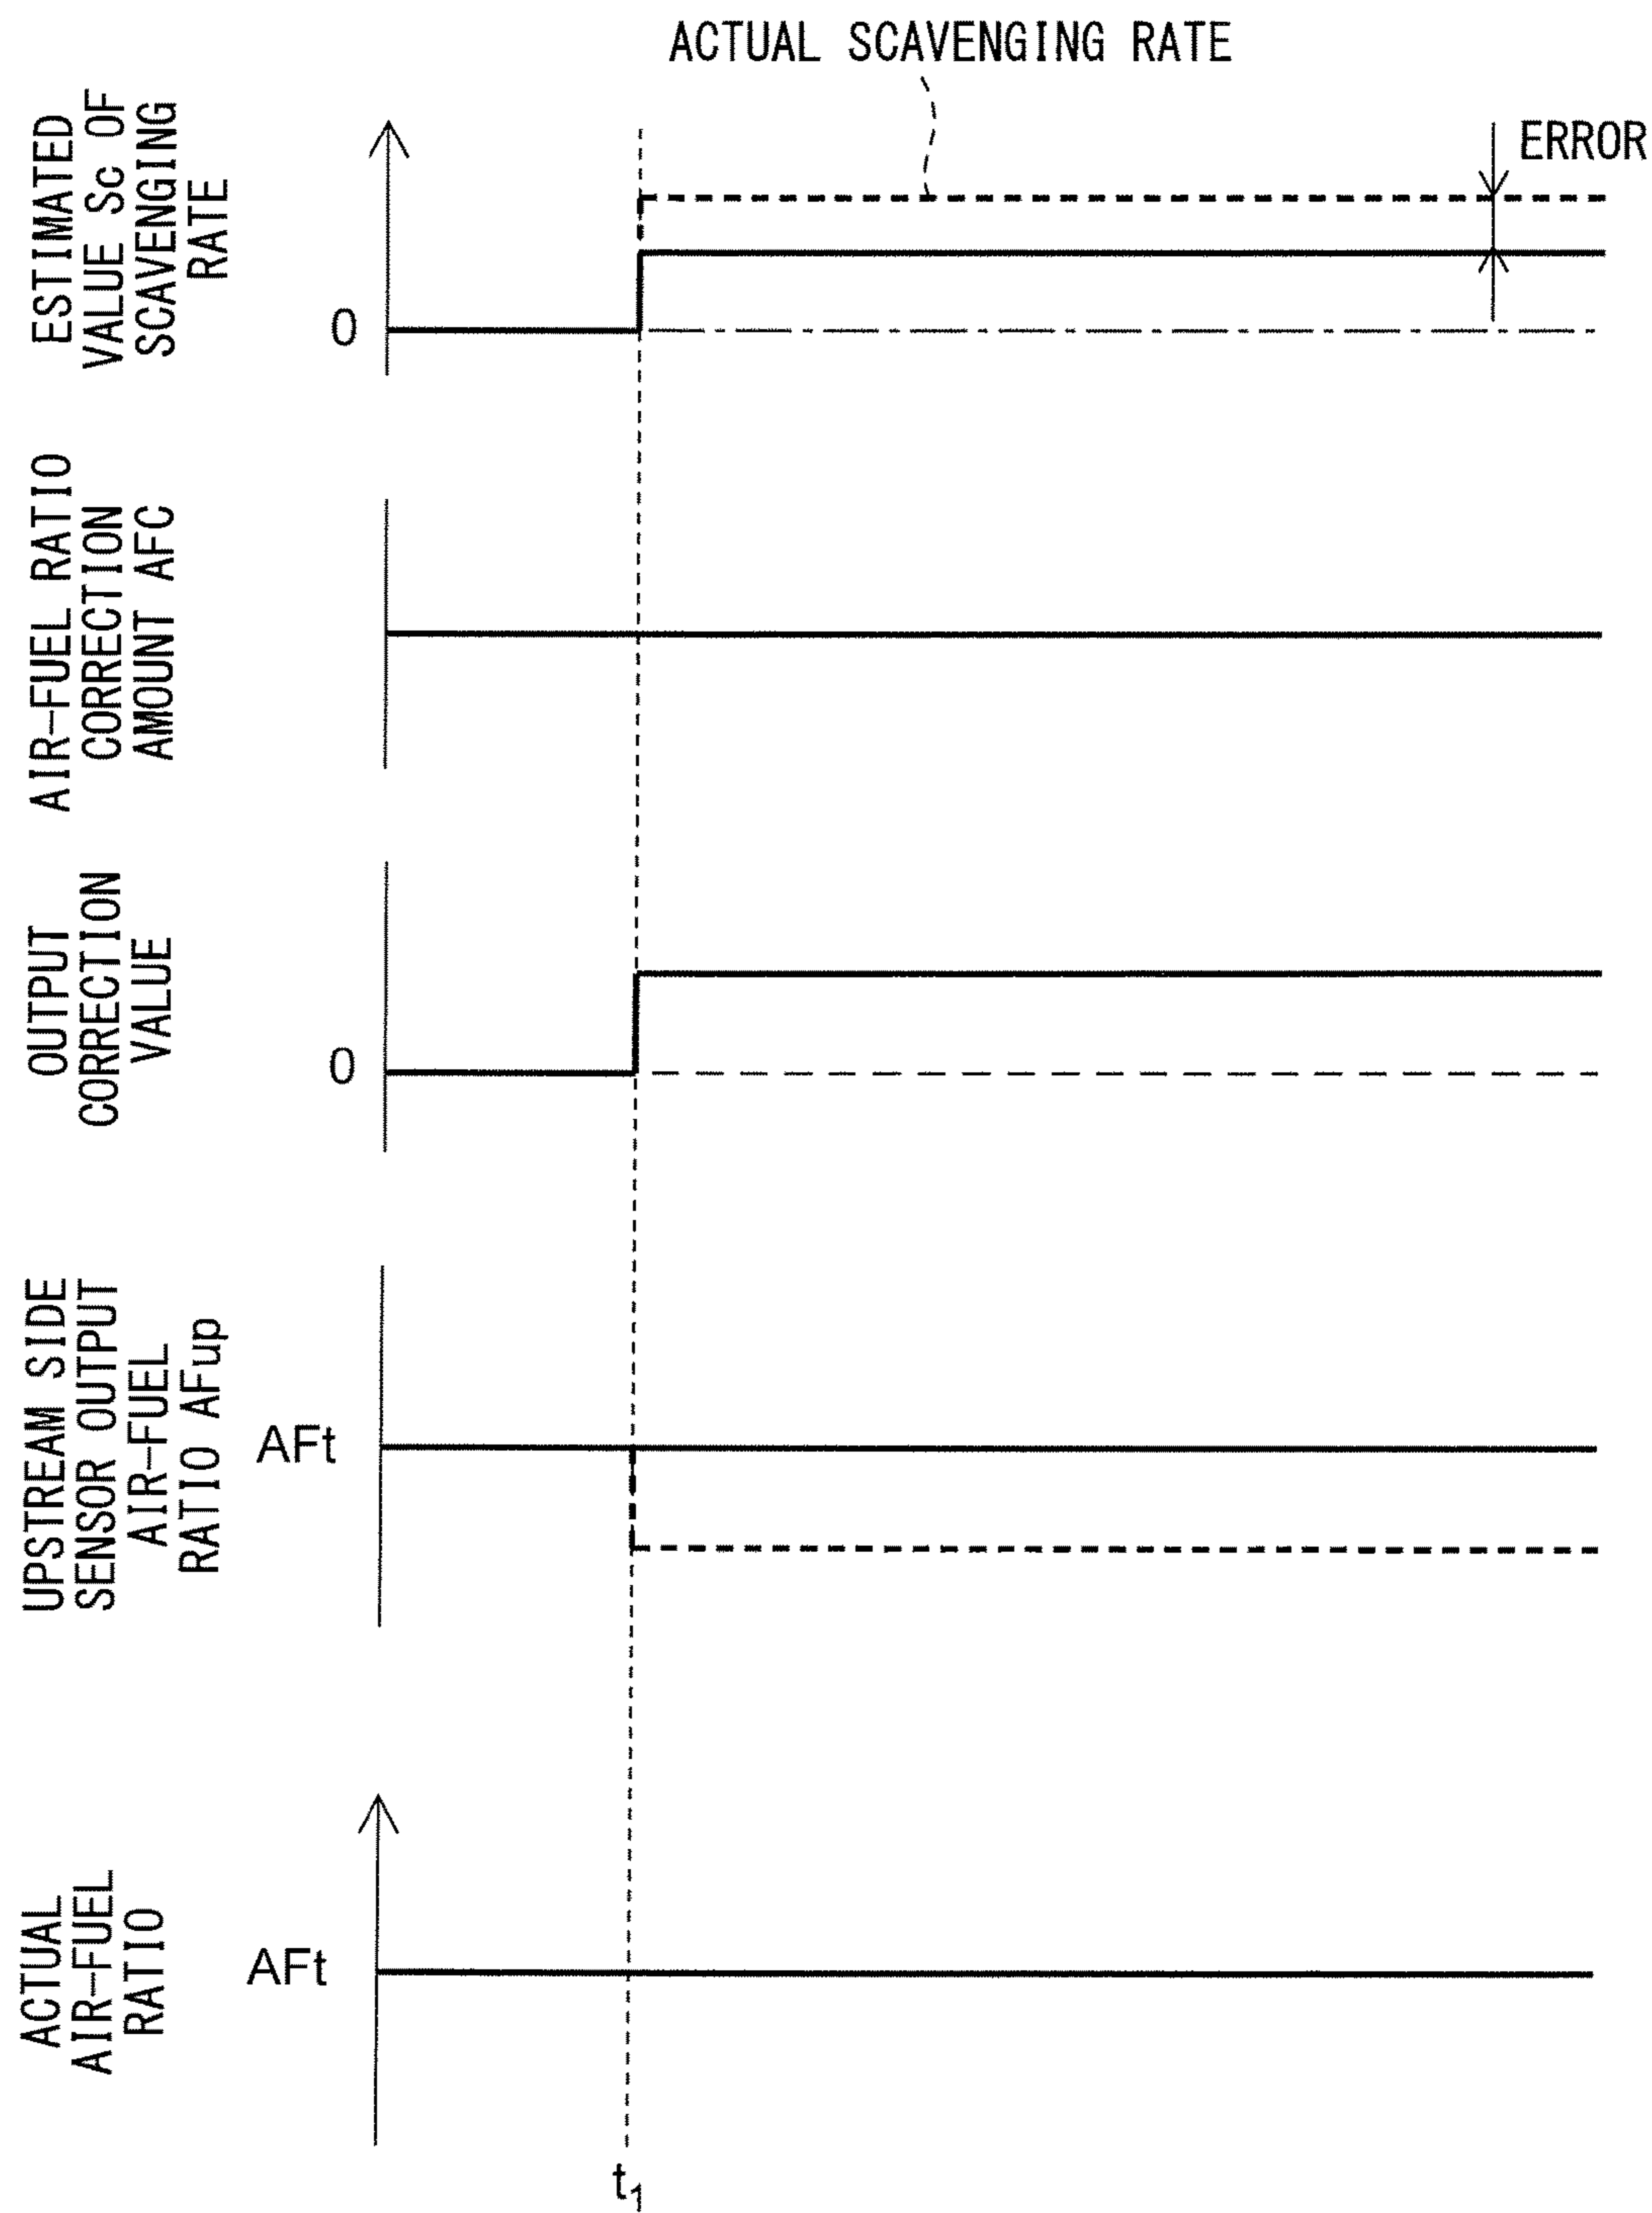 ACTUAL SCAVENGING RATE
ERROR
ESTIMATED
VALUE Sc OF
SCAVENGING
RATE
0
AIR-FUEL RATIO
CORRECTION
AMOUNT AFC
OUTPUT
CORRECTION
VALUE
0
UPSTREAM SIDE
SENSOR OUTPUT
AIR-FUEL
RATIO AFup
AFt
ACTUAL
AIR-FUEL
RATIO
AFt
t1